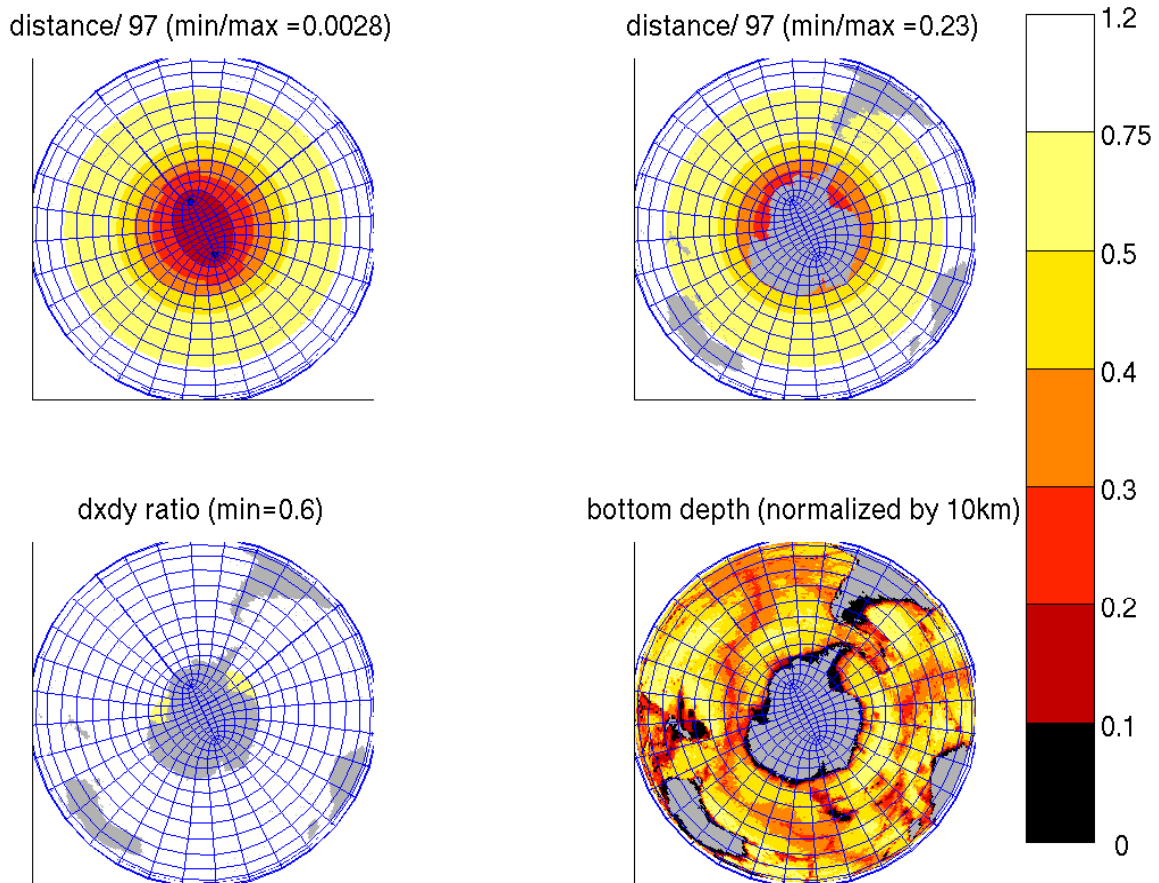 distance/ 97 (min/max =0.0028)
distance/ 97 (min/max =0.23)
1.2
0.75
0.5
0.4
0.3
0.2
0.1
0
dxdy ratio (min=0.6)
bottom depth (normalized by 10km)